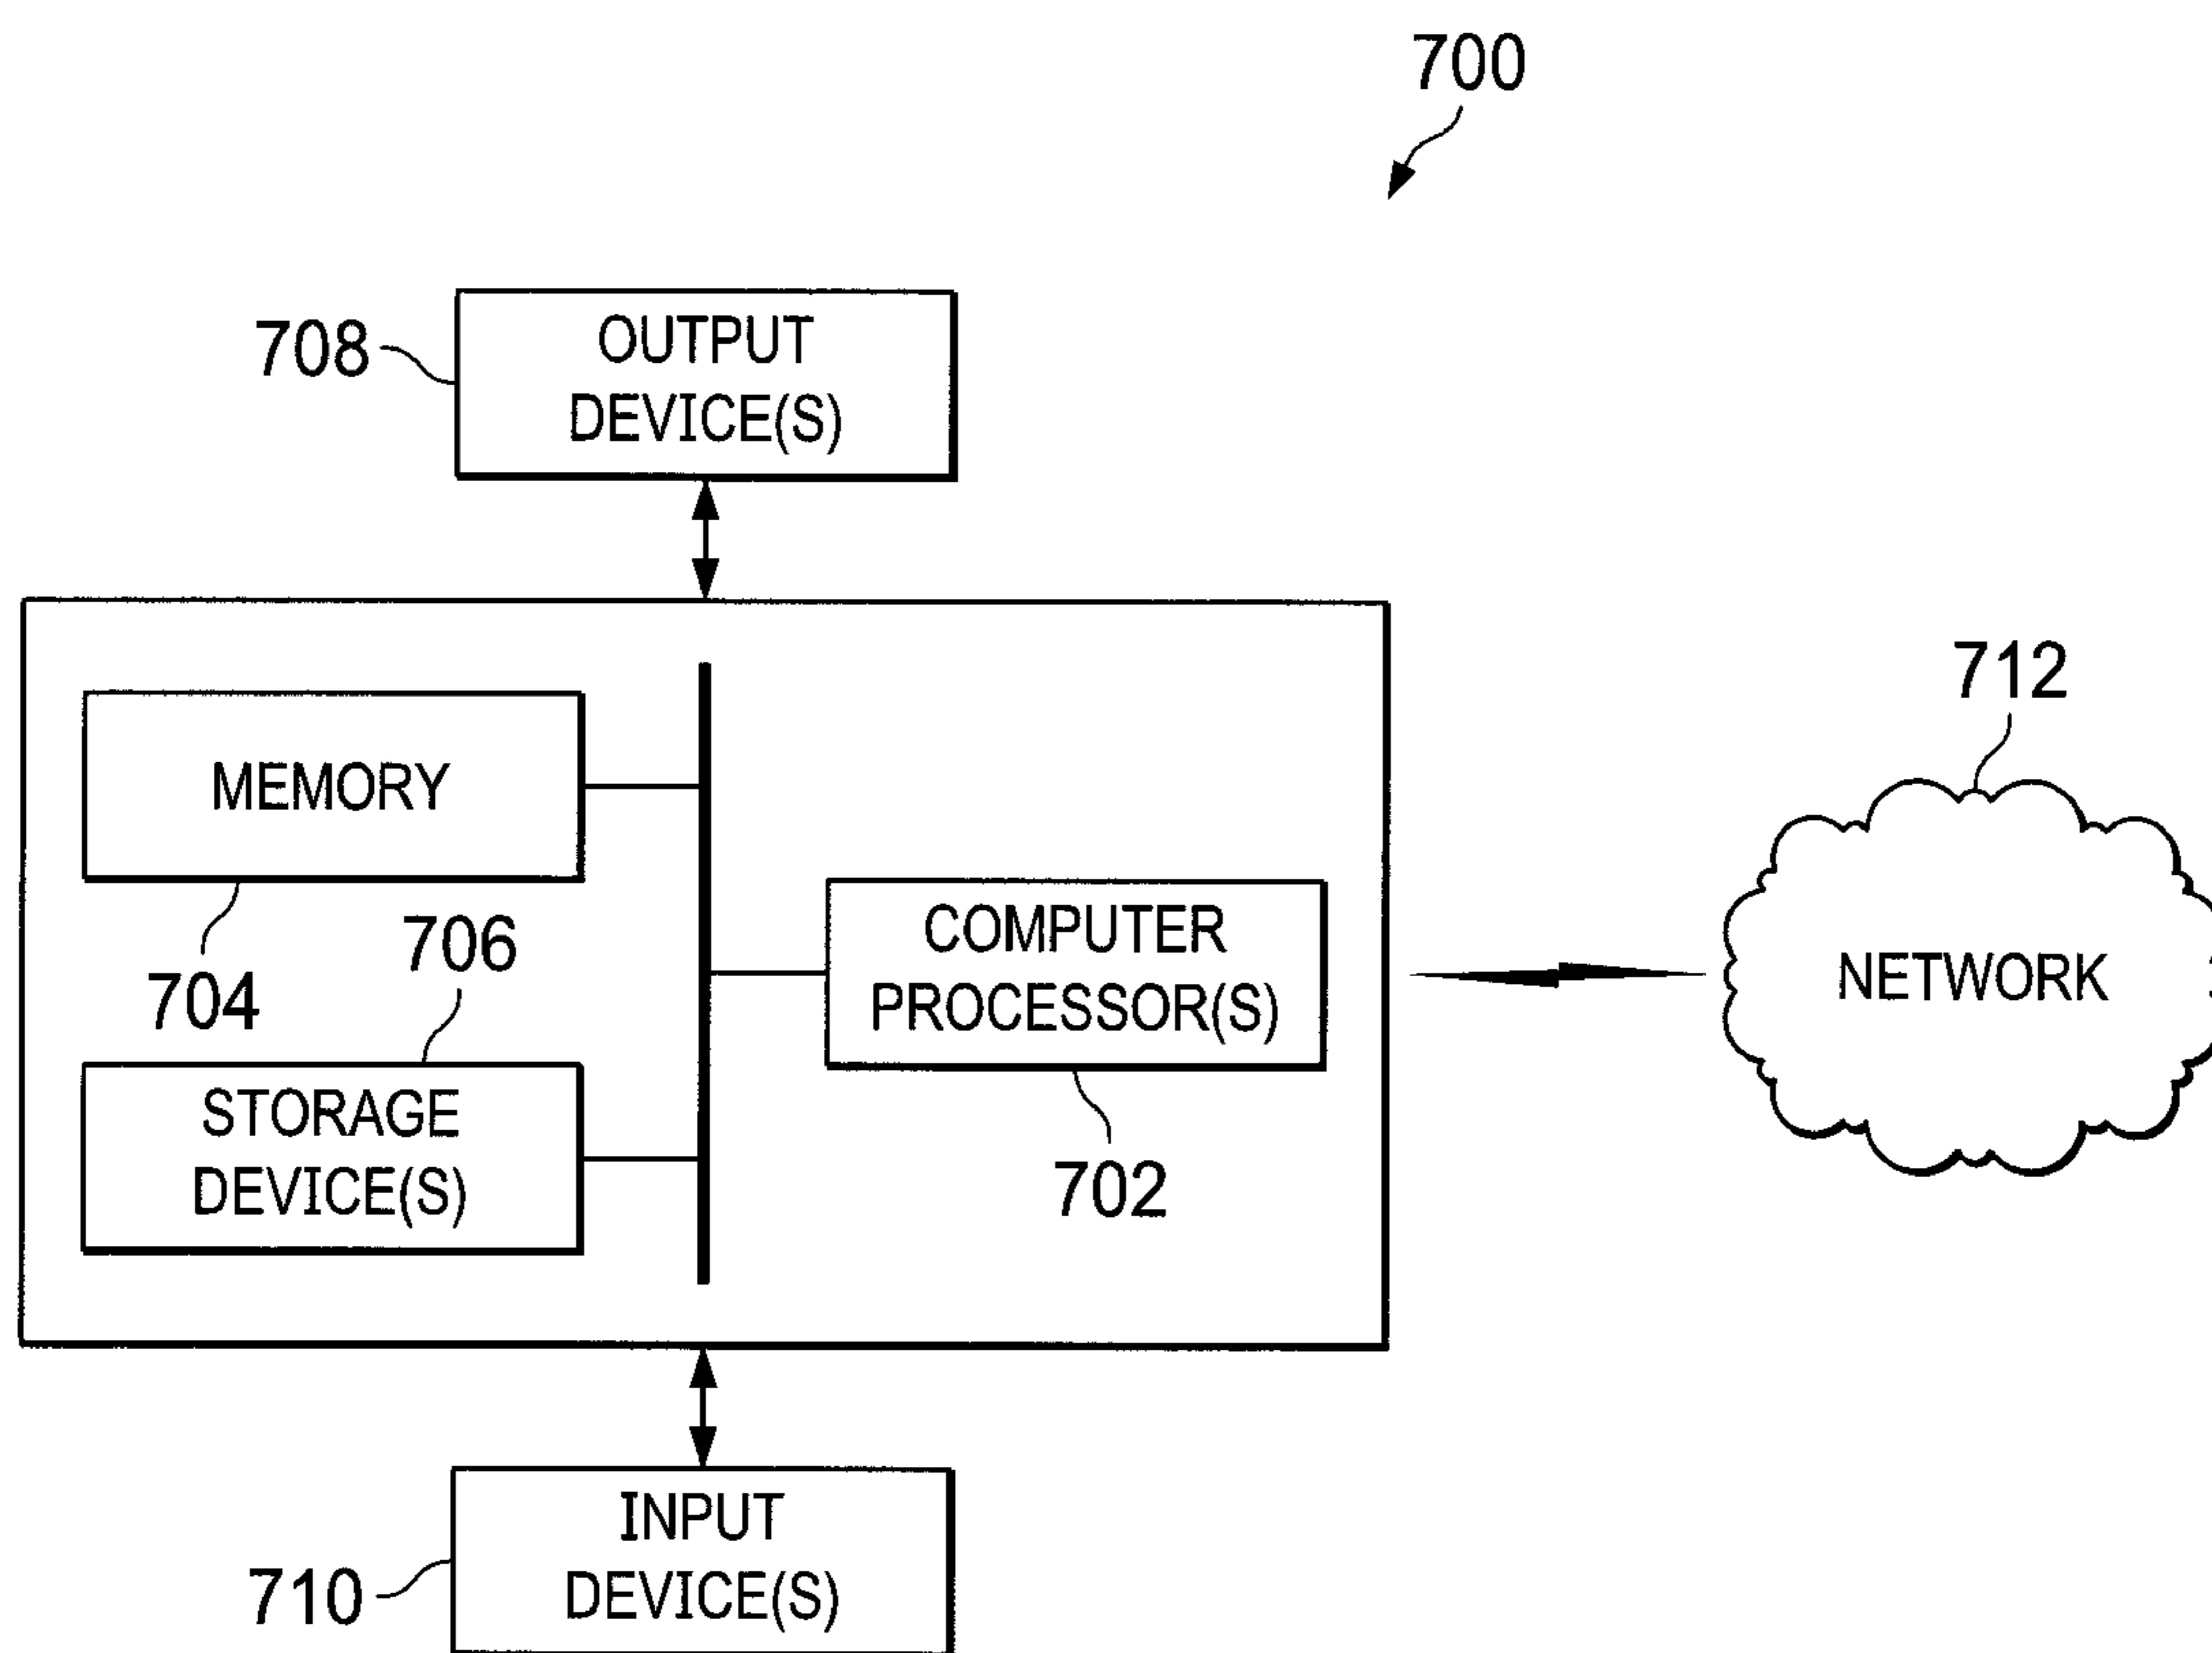 700
708
OUTPUT
DEVICE(S)
712
MEMORY
704
706
COMPUTER
PROCESSOR(S)
702
NETWORK
STORAGE
DEVICE(S)
710
INPUT
DEVICE(S)